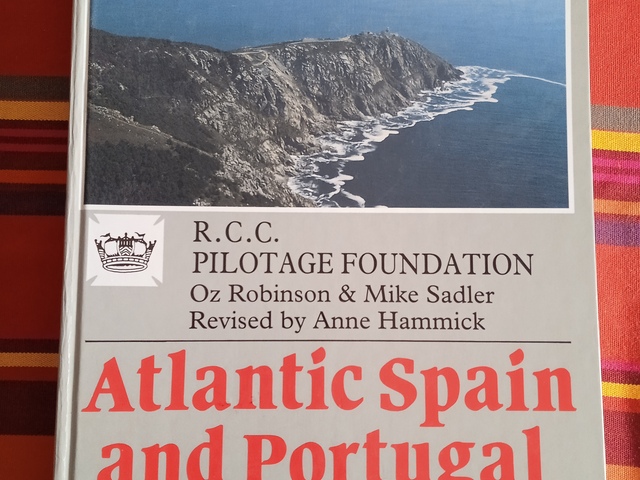 R.C.C.
PILOTAGE FOUNDATION
Oz Robinson & Mike Sadler
Revised by Anne Hammick
Atlantic Spain
and Portugal